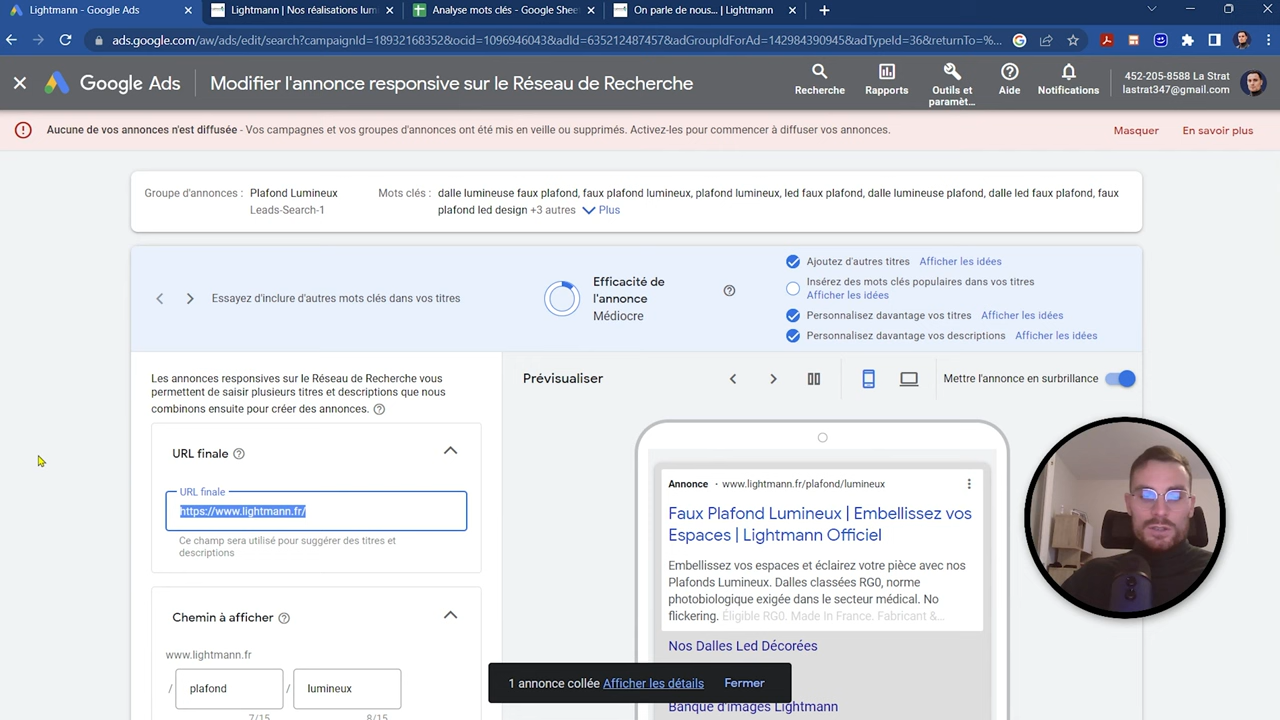 Lightmann - Google Ads
Lightmann | Nos réalisations lum
Analyse mots clés - Google Shee
On parle de nous... | Lightmann
ads.google.com/aw/ads/edit/search?campaignId=18932168352&ocid=1096946043&adId=635212487457&adGroupIdForAd=142984390945&adTypeId=36&returnTo=%...
Google Ads
Modifier l'annonce responsive sur le Réseau de Recherche
Recherche
Rapports
Outils et
paramèt...
Aide
Notifications
452-205-8588 La Strat
lastrat347@gmail.com
Aucune de vos annonces n'est diffusée - Vos campagnes et vos groupes d'annonces ont été mis en veille ou supprimés. Activez-les pour commencer à diffuser vos annonces.
Masquer
En savoir plus
Groupe d'annonces : Plafond Lumineux
Leads-Search-1
Mots clés : dalle lumineuse faux plafond, faux plafond lumineux, plafond lumineux, led faux plafond, dalle lumineuse plafond, dalle led faux plafond, faux
plafond led design +3 autres Plus
Essayez d'inclure d'autres mots clés dans vos titres
Efficacité de
l'annonce
Médiocre
Ajoutez d'autres titres Afficher les idées
Insérez des mots clés populaires dans vos titres
Afficher les idées
Personnalisez davantage vos titres Afficher les idées
Personnalisez davantage vos descriptions Afficher les idées
Les annonces responsives sur le Réseau de Recherche vous
permettent de saisir plusieurs titres et descriptions que nous
combinons ensuite pour créer des annonces.
URL finale
URL finale
https://www.lightmann.fr/
Ce champ sera utilisé pour suggérer des titres et
descriptions
Chemin à afficher
www.lightmann.fr
/ plafond / lumineux
7/15 8/15
Prévisualiser
Mettre l'annonce en surbrillance
Annonce · www.lightmann.fr/plafond/lumineux
Faux Plafond Lumineux | Embellissez vos
Espaces | Lightmann Officiel
Embellissez vos espaces et éclairez votre pièce avec nos
Plafonds Lumineux. Dalles classées RG0, norme
photobiologique exigée dans le secteur médical. No
flickering. Éligible RG0. Made In France. Fabricant &...
Nos Dalles Led Décorées
Banque d'images Lightmann
1 annonce collée Afficher les détails Fermer